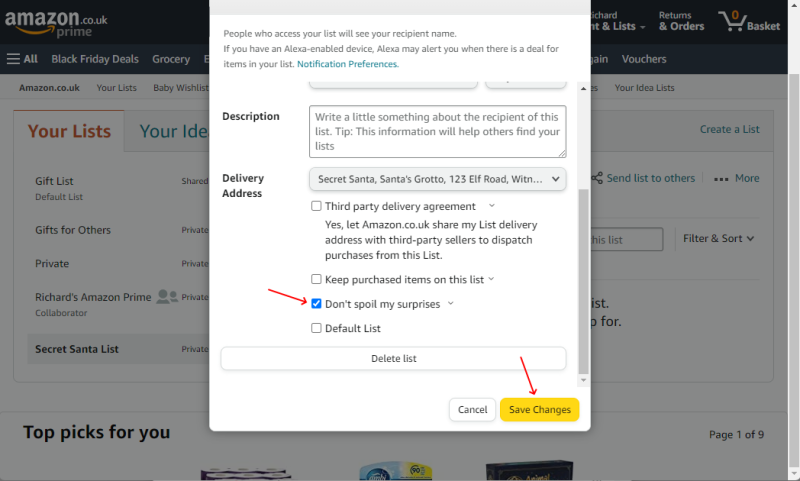 amazon.co.uk
prime
Richard
nt & Lists
Returns
& Orders
0
Basket
All
Black Friday Deals
Grocery
E
gain
Vouchers
Amazon.co.uk
Your Lists
Baby Wishlist
Your Idea Lists
Your Lists
Your Ide
Create a List
Gift List
Shared
Default List
Gifts for Others
Private
Private
Private
Richard's Amazon Prime
Private
Collaborator
Secret Santa List
Private
Send list to others
More
this list
Filter & Sort
ist.
p for.
People who access your list will see your recipient name.
If you have an Alexa-enabled device, Alexa may alert you when there is a deal for
items in your list. Notification Preferences.
Description
Write a little something about the recipient of this
list. Tip: This information will help others find your
lists
Delivery
Address
Secret Santa, Santa's Grotto, 123 Elf Road, Witn...
Third party delivery agreement
Yes, let Amazon.co.uk share my List delivery
address with third-party sellers to dispatch
purchases from this List.
Keep purchased items on this list
Don't spoil my surprises
Default List
Delete list
Cancel
Save Changes
Top picks for you
Page 1 of 9
90
Animal